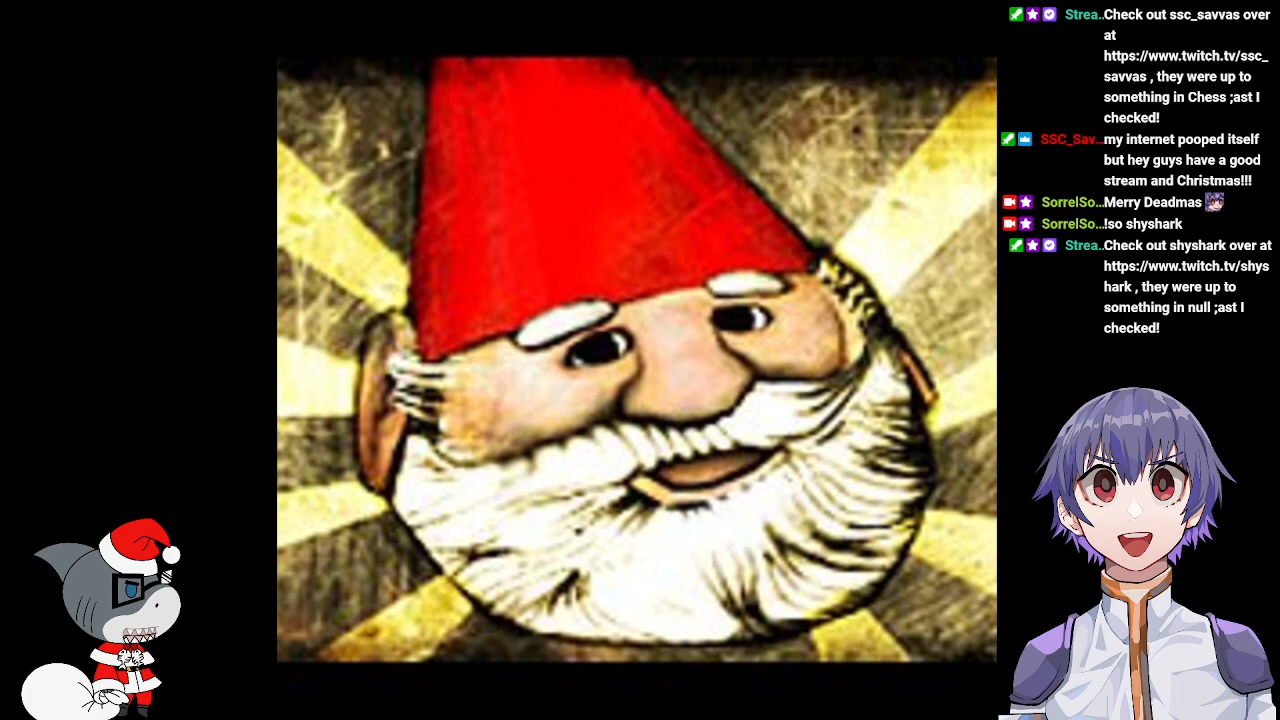 Strea..Check out ssc_savvas over
at
https://www.twitch.tv/ssc_
savvas , they were up to
something in Chess ;ast I
checked!
SSC_Sav..my internet pooped itself
but hey guys have a good
stream and Christmas!!!
SorrelSo...Merry Deadmas
SorrelSo...!so shyshark
Strea..Check out shyshark over at
https://www.twitch.tv/shys
hark , they were up to
something in null ;ast I
checked!